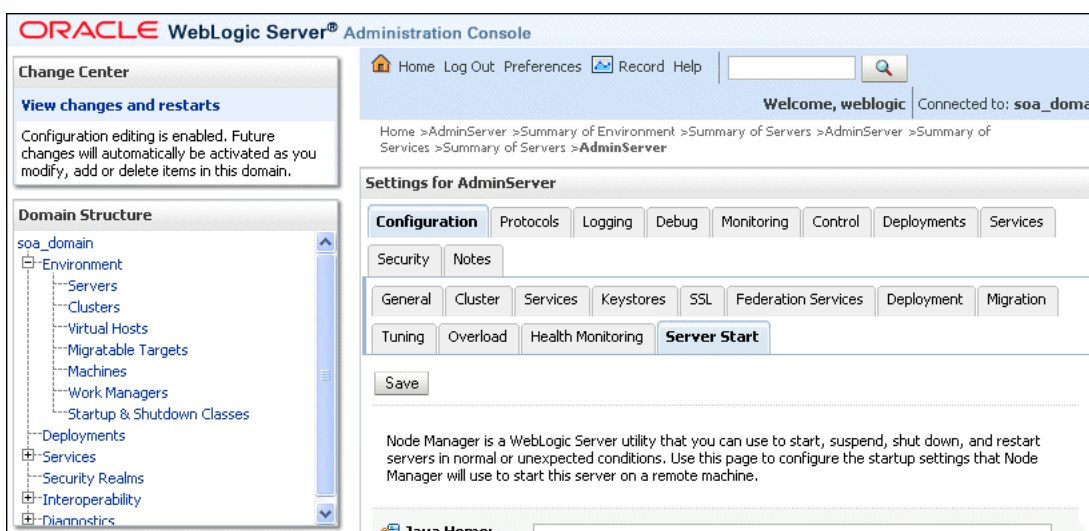 ORACLE WebLogic Server® Administration Console
Change Center
View changes and restarts
Configuration editing is enabled. Future
changes will automatically be activated as you
modify, add or delete items in this domain.
Domain Structure
soa_domain
Environment
Servers
Clusters
Virtual Hosts
Migratable Targets
Machines
Work Managers
Startup & Shutdown Classes
Deployments
Services
Security Realms
Interoperability
Diagnostics
Home Log Out Preferences Record Help
Welcome, weblogic Connected to: soa_doma
Home >AdminServer >Summary of Environment >Summary of Servers >AdminServer >Summary of
Services >Summary of Servers >AdminServer
Settings for AdminServer
Configuration Protocols Logging Debug Monitoring Control Deployments Services
Security Notes
General Cluster Services Keystores SSL Federation Services Deployment Migration
Tuning Overload Health Monitoring Server Start
Save
Node Manager is a WebLogic Server utility that you can use to start, suspend, shut down, and restart
servers in normal or unexpected conditions. Use this page to configure the startup settings that Node
Manager will use to start this server on a remote machine.
Java Home: